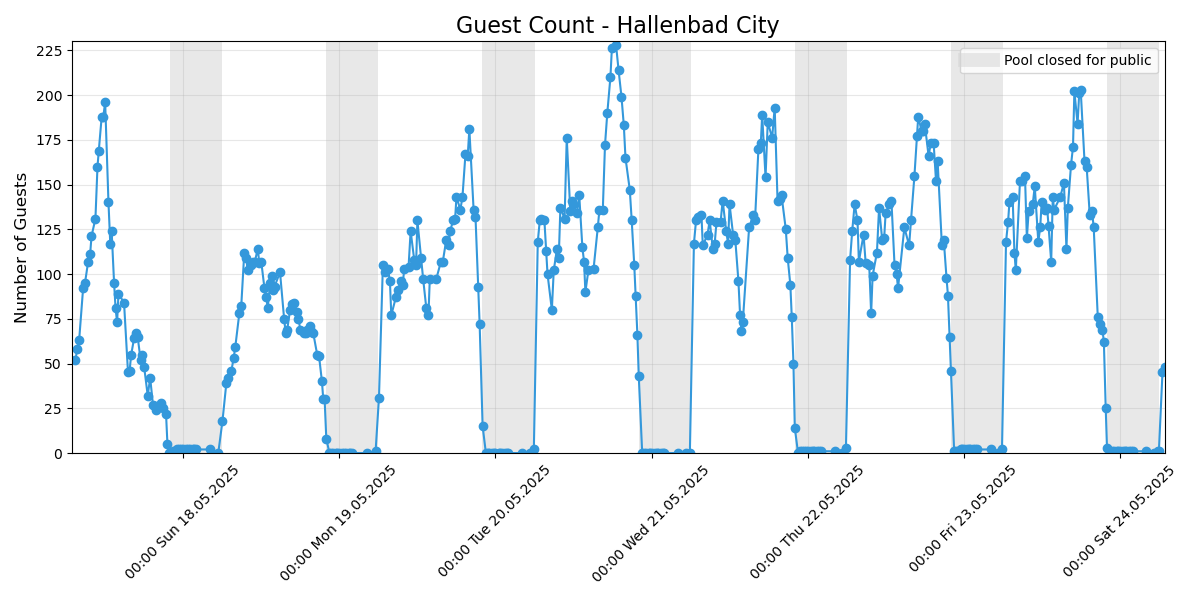 Guest Count - Hallenbad City
Pool closed for public
Number of Guests
225
200
175
150
125
100
75
50
25
0
00:00 Sun 18.05.2025
00:00 Mon 19.05.2025
00:00 Tue 20.05.2025
00:00 Wed 21.05.2025
00:00 Thu 22.05.2025
00:00 Fri 23.05.2025
00:00 Sat 24.05.2025